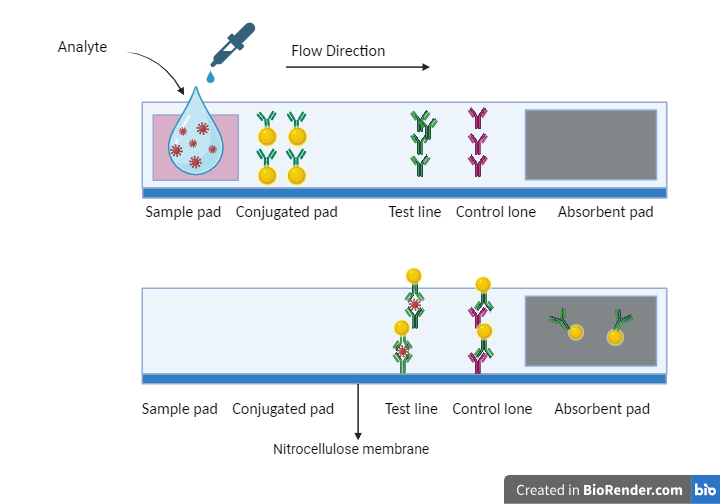 Analyte
Flow Direction
Sample pad Conjugated pad Test line Control lone Absorbent pad
Sample pad Conjugated pad Test line Control lone Absorbent pad
Nitrocellulose membrane
Created in BioRender.com bio